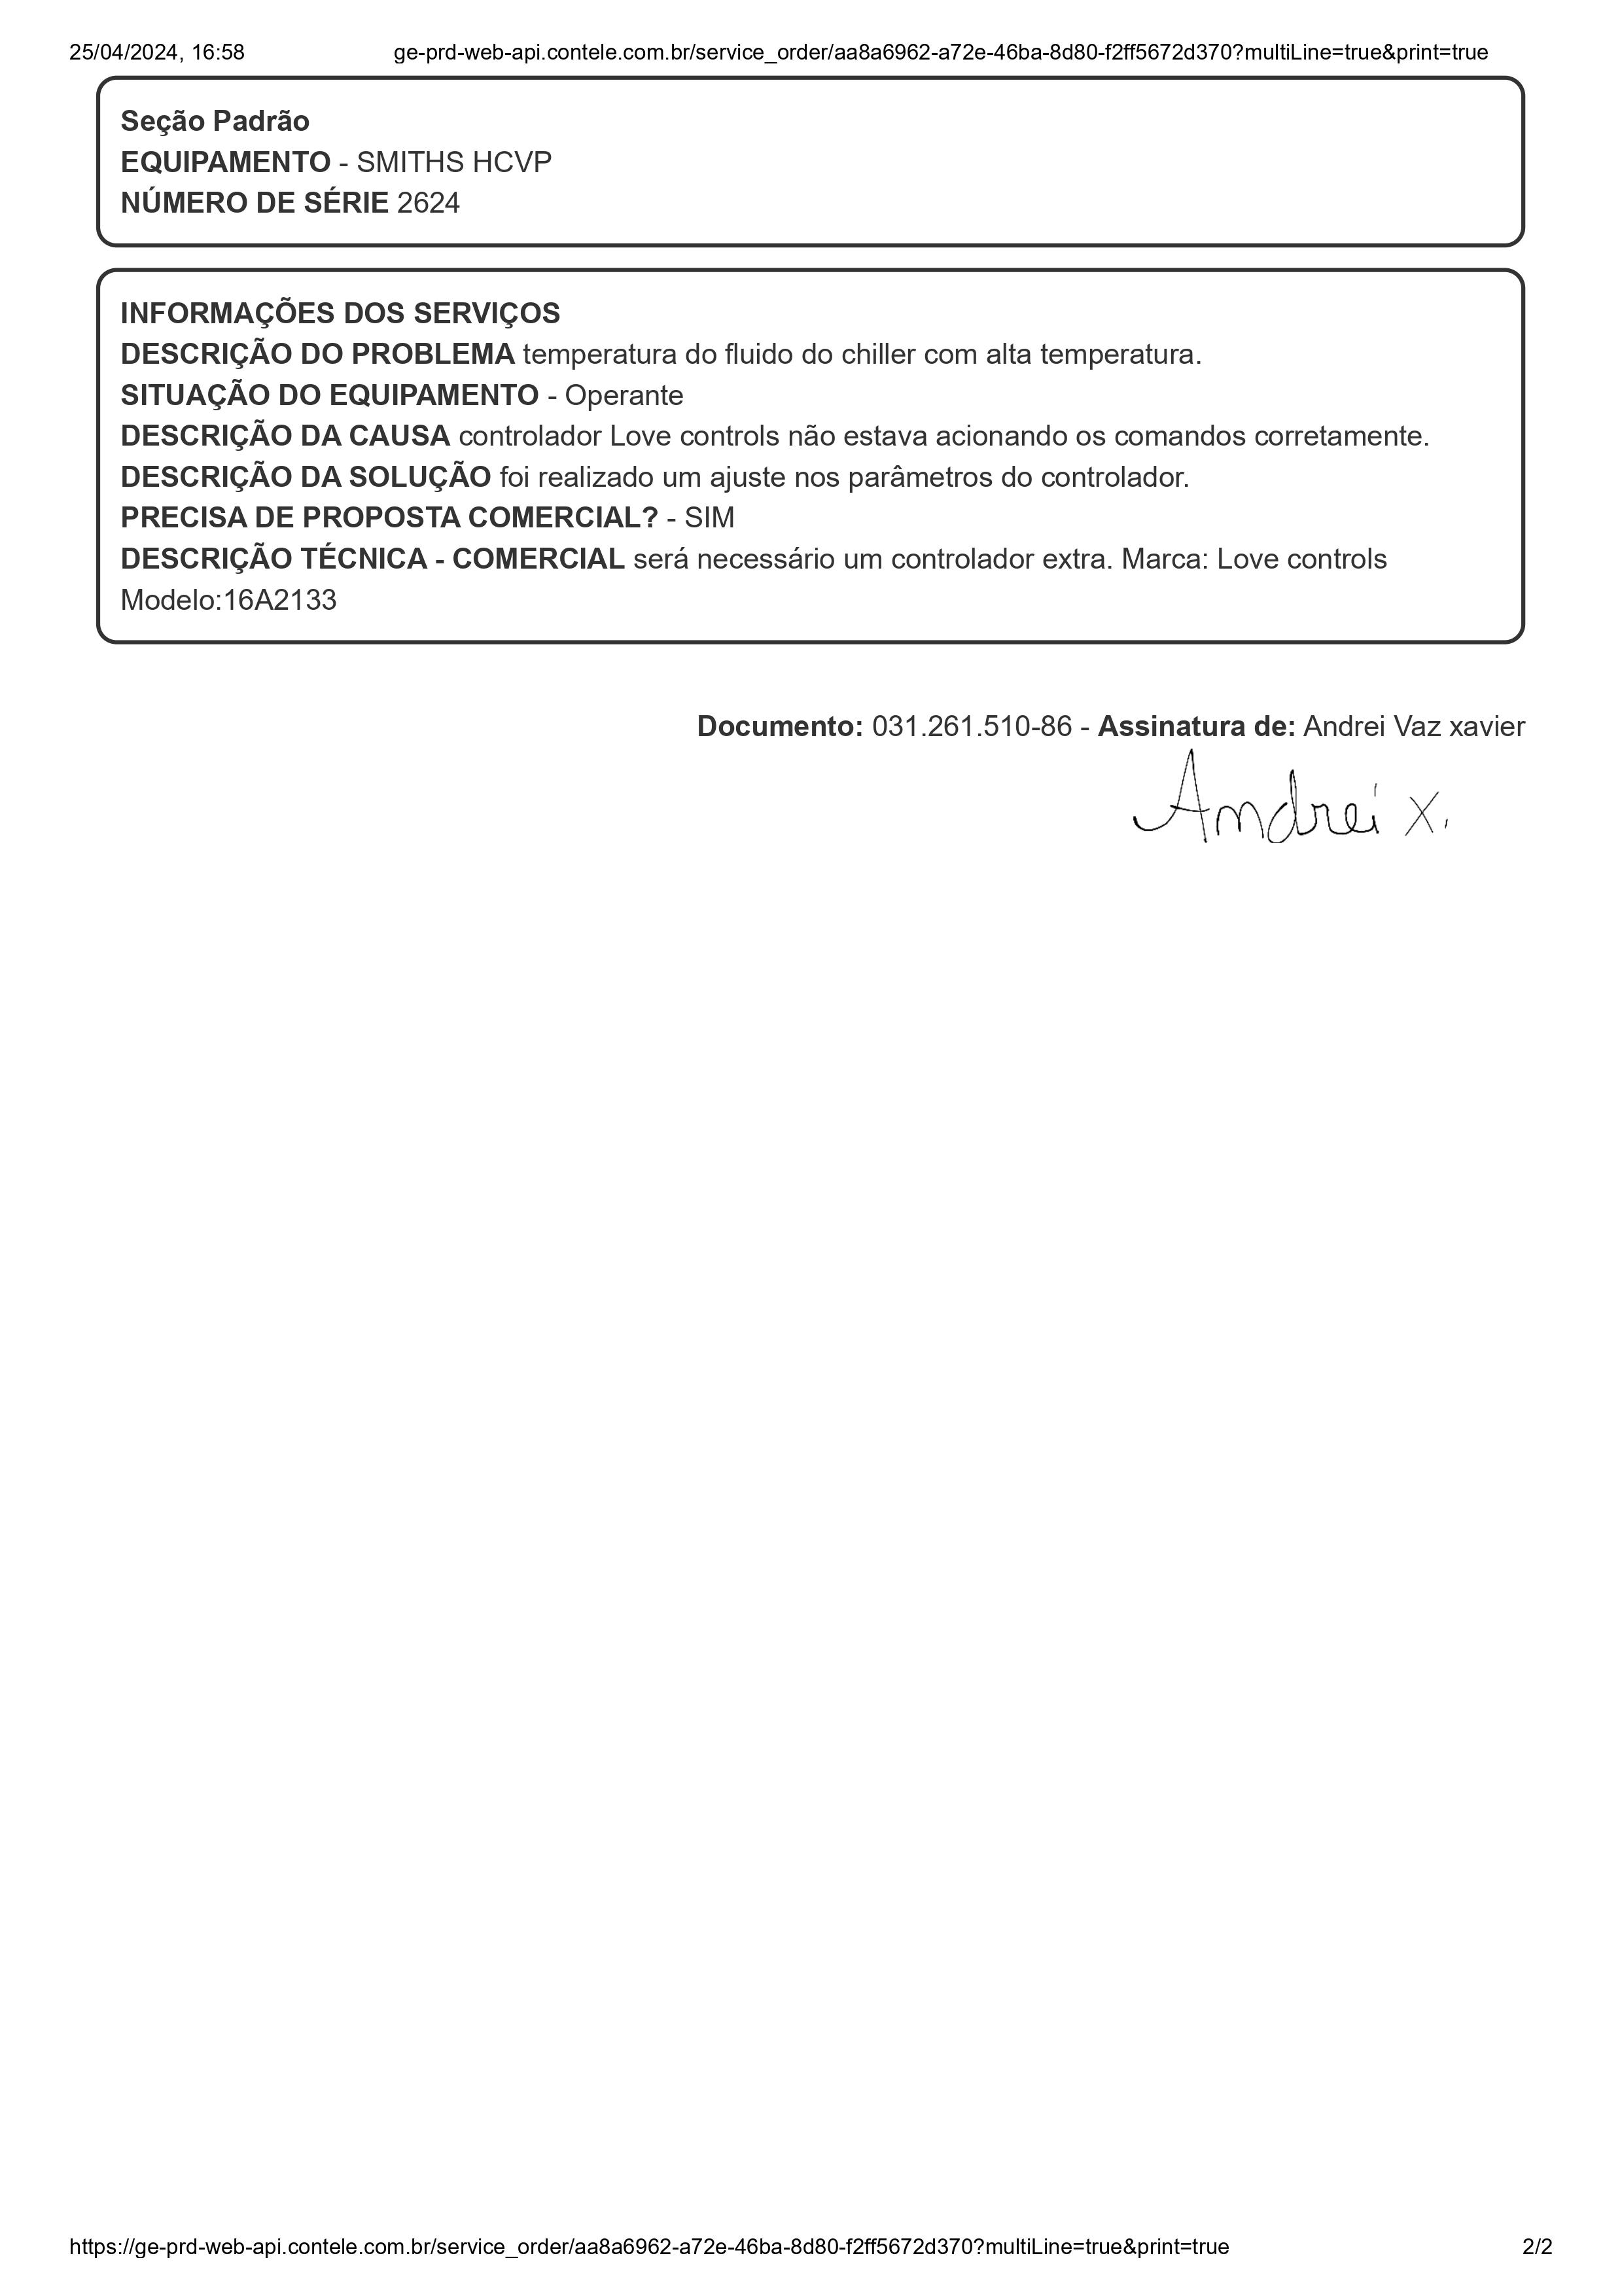 25/04/2024, 16:58 ge-prd-web-api.contele.com.br/service_order/aa8a6962-a72e-46ba-8d80-f2ff5672d370?multiLine=true&print=true
Seção Padrão
EQUIPAMENTO - SMITHS HCVP
NÚMERO DE SÉRIE 2624
INFORMAÇÕES DOS SERVIÇOS
DESCRIÇÃO DO PROBLEMA temperatura do fluido do chiller com alta temperatura.
SITUAÇÃO DO EQUIPAMENTO - Operante
DESCRIÇÃO DA CAUSA controlador Love controls não estava acionando os comandos corretamente.
DESCRIÇÃO DA SOLUÇÃO foi realizado um ajuste nos parâmetros do controlador.
PRECISA DE PROPOSTA COMERCIAL? - SIM
DESCRIÇÃO TÉCNICA - COMERCIAL será necessário um controlador extra. Marca: Love controls
Modelo:16A2133
Documento: 031.261.510-86 - Assinatura de: Andrei Vaz xavier
Andrei X.
https://ge-prd-web-api.contele.com.br/service_order/aa8a6962-a72e-46ba-8d80-f2ff5672d370?multiLine=true&print=true 2/2